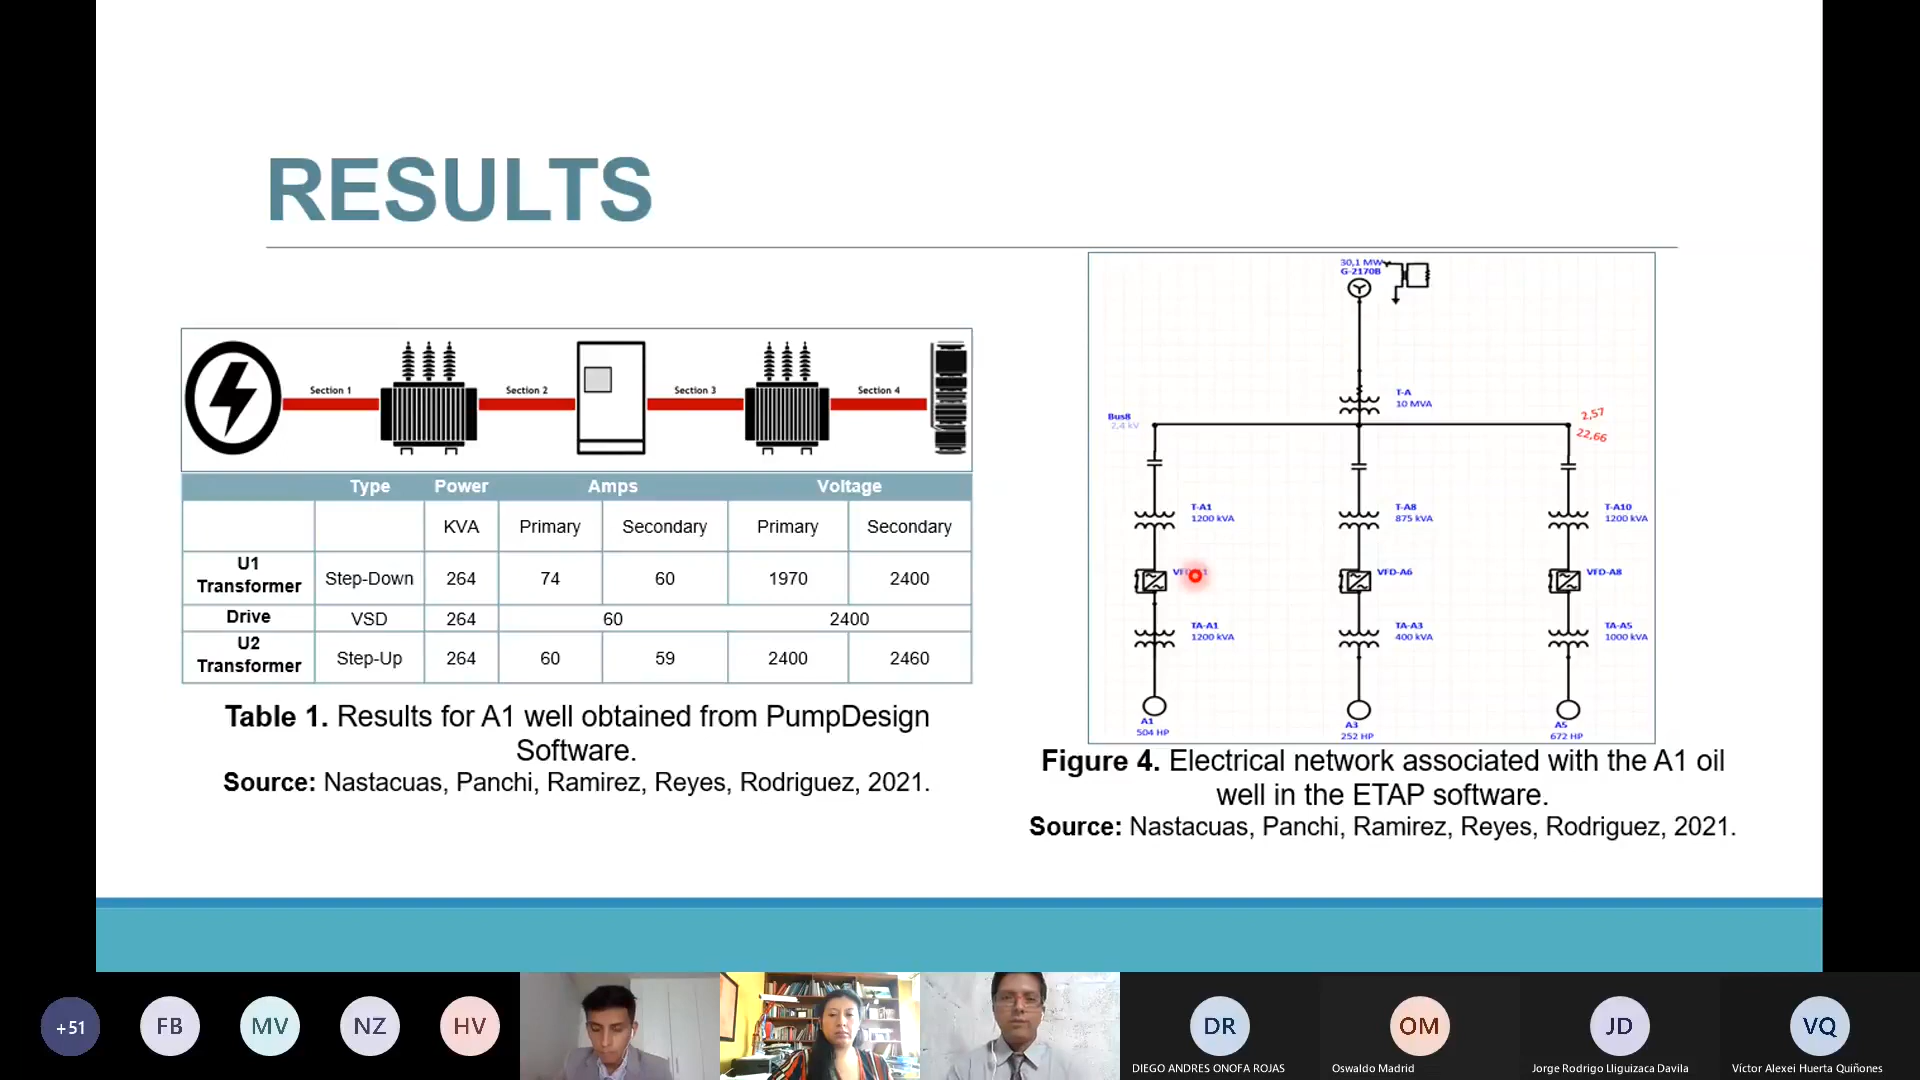 RESULTS
Section 1
Section 2
Section 3
Section 4
Type Power Amps Voltage
KVA Primary Secondary Primary Secondary
U1 Transformer Step-Down 264 74 60 1970 2400
Drive VSD 264 60 2400
U2 Transformer Step-Up 264 60 59 2400 2460
Table 1. Results for A1 well obtained from PumpDesign
Software.
Source: Nastacuas, Panchi, Ramirez, Reyes, Rodriguez, 2021.
30,1 MW
G-2170B
T-A
10 MVA
Bus8
2,4 kV
2,57
22,66
T-A1
1200 kVA
T-A8
875 kVA
T-A10
1200 kVA
VFD-A6
VFD-A8
TA-A1
1200 kVA
TA-A3
400 kVA
TA-A5
1000 kVA
A1
504 HP
A3
252 HP
A5
672 HP
Figure 4. Electrical network associated with the A1 oil
well in the ETAP software.
Source: Nastacuas, Panchi, Ramirez, Reyes, Rodriguez, 2021.
+51
FB
MV
NZ
HV
DR
OM
JD
VQ
DIEGO ANDRES ONOFA ROJAS
Oswaldo Madrid
Jorge Rodrigo Lliguizaca Davila
Víctor Alexei Huerta Quiñones